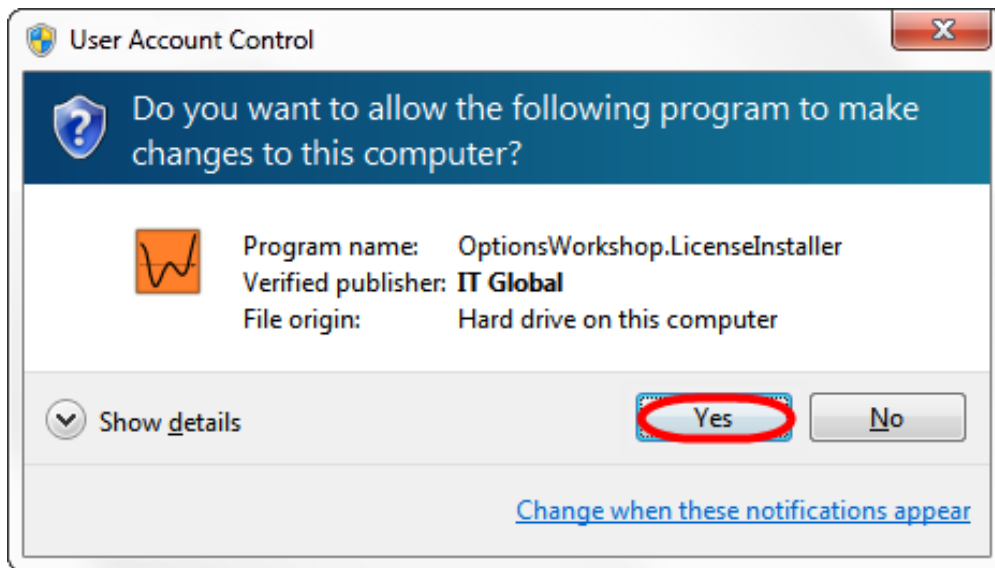 User Account Control
Do you want to allow the following program to make
changes to this computer?
Program name: OptionsWorkshop.LicenseInstaller
Verified publisher: IT Global
File origin: Hard drive on this computer
Show details
Yes
No
Change when these notifications appear